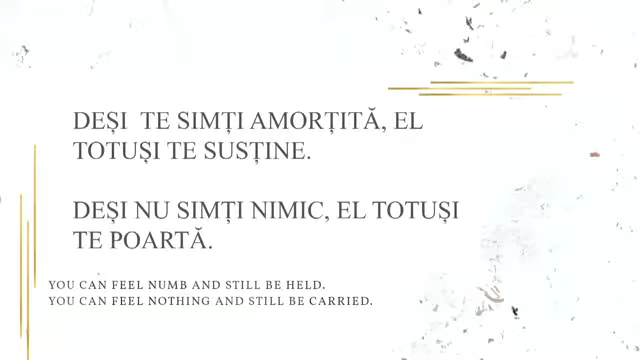 DEȘI  TE SIMȚI AMORȚITĂ, EL
TOTUȘI TE SUSȚINE.
DEȘI NU SIMȚI NIMIC, EL TOTUȘI
TE POARTĂ.
YOU CAN FEEL NUMB AND STILL BE HELD.
YOU CAN FEEL NOTHING AND STILL BE CARRIED.